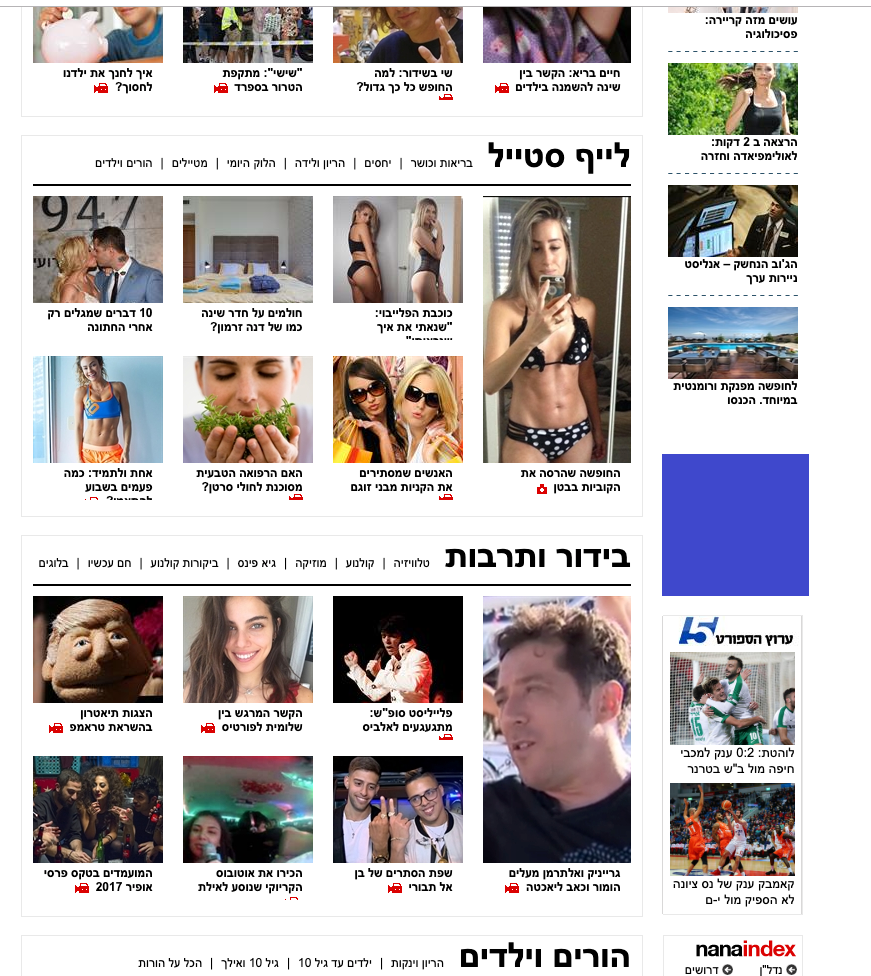 חיים בריא: הקשר בין
שינה להשמנה בילדים
שי בשידור: למה
החופש כל כך גדול?
"שישי": מתקפת
הטרור בספרד
איך לחנך את ילדנו
לחסוך?
עושים מזה קריירה:
פסיכולוגיה
הרצאה ב 2 דקות:
לאולימפיאדה וחזרה
הג'וב הנחשק – אנליסט
ניירות ערך
לחופשה מפנקת ורומנטית
במיוחד. הכנסו
לייף סטייל
בריאות וכושר | יחסים | הריון ולידה | הלוק היומי | מטיילים | הורים וילדים
947
החופשה שהרסה את
הקוביות בבטן
כוכבת הפלייבוי:
"שנאתי את איך
חולמים על חדר שינה
כמו של דנה זרמון?
10 דברים שמגלים רק
אחרי החתונה
האנשים שמסתירים
את הקניות מבני זוגם
האם הרפואה הטבעית
מסוכנת לחולי סרטן?
אחת ולתמיד: כמה
פעמים בשבוע
בידור ותרבות
טלוויזיה | קולנוע | מוזיקה | גיא פינס | ביקורות קולנוע | חם עכשיו | בלוגים
גרייניק ואלתרמן מעלים
הומור וכאב ליאכטה
פלייליסט סופ"ש:
מתגעגעים לאלביס
הקשר המרגש בין
שלומית לפורטיס
הצגות תיאטרון
בהשראת טראמפ
שפת הסתרים של בן
אל תבורי
הכירו את אוטובוס
הקריוקי שנוסע לאילת
המועמדים בטקס פרסי
אופיר 2017
ערוץ הספורט 5
15
10
לוהטת: 0:2 ענק למכבי
חיפה מול ב"ש בטרנר
קאמבק ענק של נס ציונה
לא הספיק מול י-ם
הורים וילדים
הריון וינקות | ילדים עד גיל 10 | גיל 10 ואילך | הכל על הורות
nanaindex
נדל"ן
דרושים